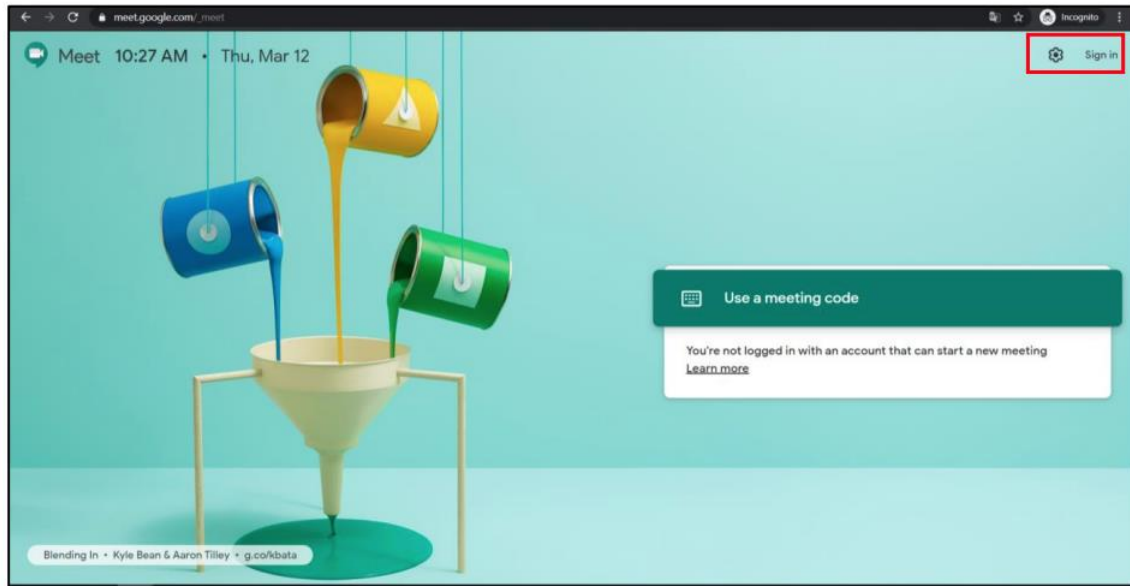 meet.google.com/_meet
Incognito
Meet 10:27 AM • Thu, Mar 12
Sign in
Use a meeting code
You're not logged in with an account that can start a new meeting
Learn more
Blending In • Kyle Bean & Aaron Tilley • g.co/kbata